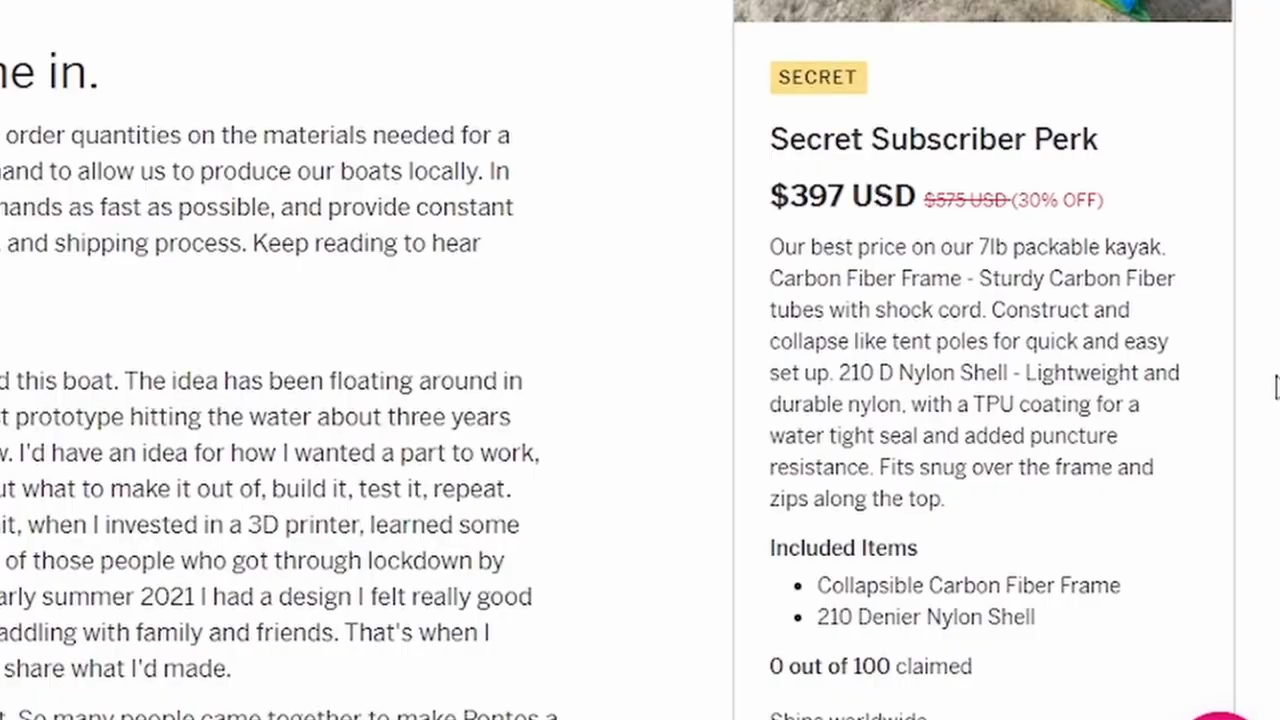 ne in.
order quantities on the materials needed for a
and to allow us to produce our boats locally. In
hands as fast as possible, and provide constant
and shipping process. Keep reading to hear
d this boat. The idea has been floating around in
t prototype hitting the water about three years
w. I'd have an idea for how I wanted a part to work,
ut what to make it out of, build it, test it, repeat.
it, when I invested in a 3D printer, learned some
of those people who got through lockdown by
arly summer 2021 I had a design I felt really good
addling with family and friends. That's when I
share what I'd made.
t. So many people came together to make Pontos a
SECRET
Secret Subscriber Perk
$397 USD $575 USD (30% OFF)
Our best price on our 7lb packable kayak.
Carbon Fiber Frame - Sturdy Carbon Fiber
tubes with shock cord. Construct and
collapse like tent poles for quick and easy
set up. 210 D Nylon Shell - Lightweight and
durable nylon, with a TPU coating for a
water tight seal and added puncture
resistance. Fits snug over the frame and
zips along the top.
Included Items
• Collapsible Carbon Fiber Frame
• 210 Denier Nylon Shell
0 out of 100 claimed
Ships worldwide